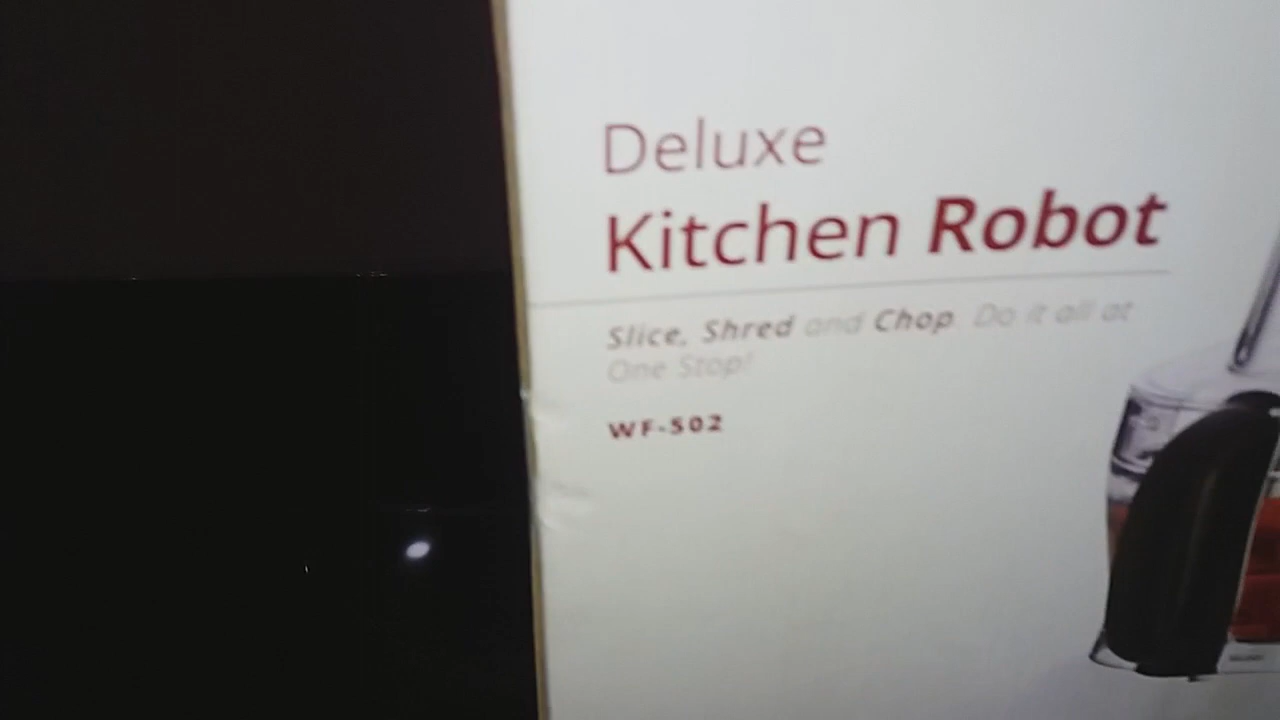 Deluxe
Kitchen Robot
Slice, Shred and Chop. Do it all at
One Stop!
WF-502